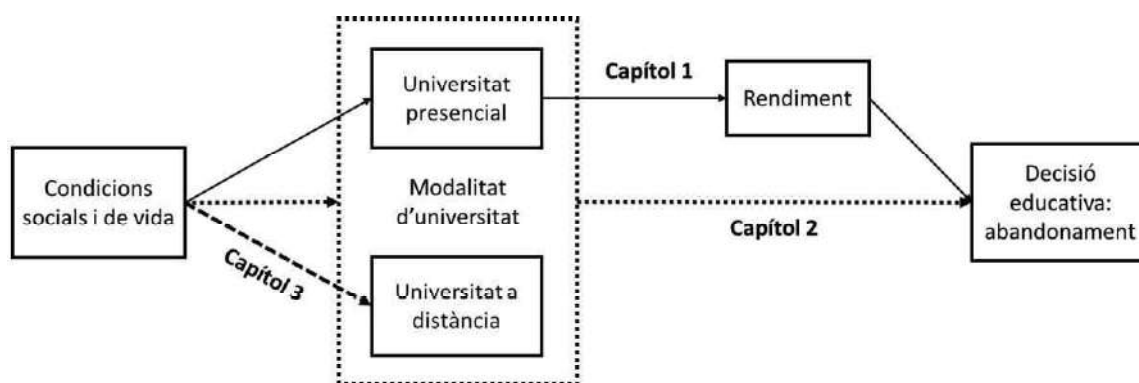 Condicions
socials i de vida
Universitat
presencial
Modalitat
d'universitat
Universitat a
distància
Capítol 1
Capítol 2
Capítol 3
Rendiment
Decisió
educativa:
abandonament